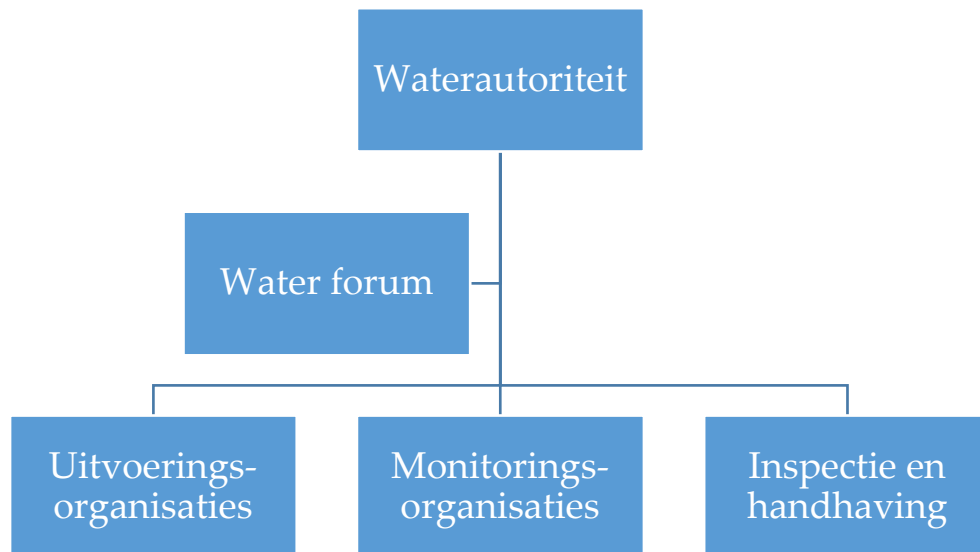 Waterautoriteit
Water forum
Uitvoerings-
organisaties
Monitorings-
organisaties
Inspectie en
handhaving